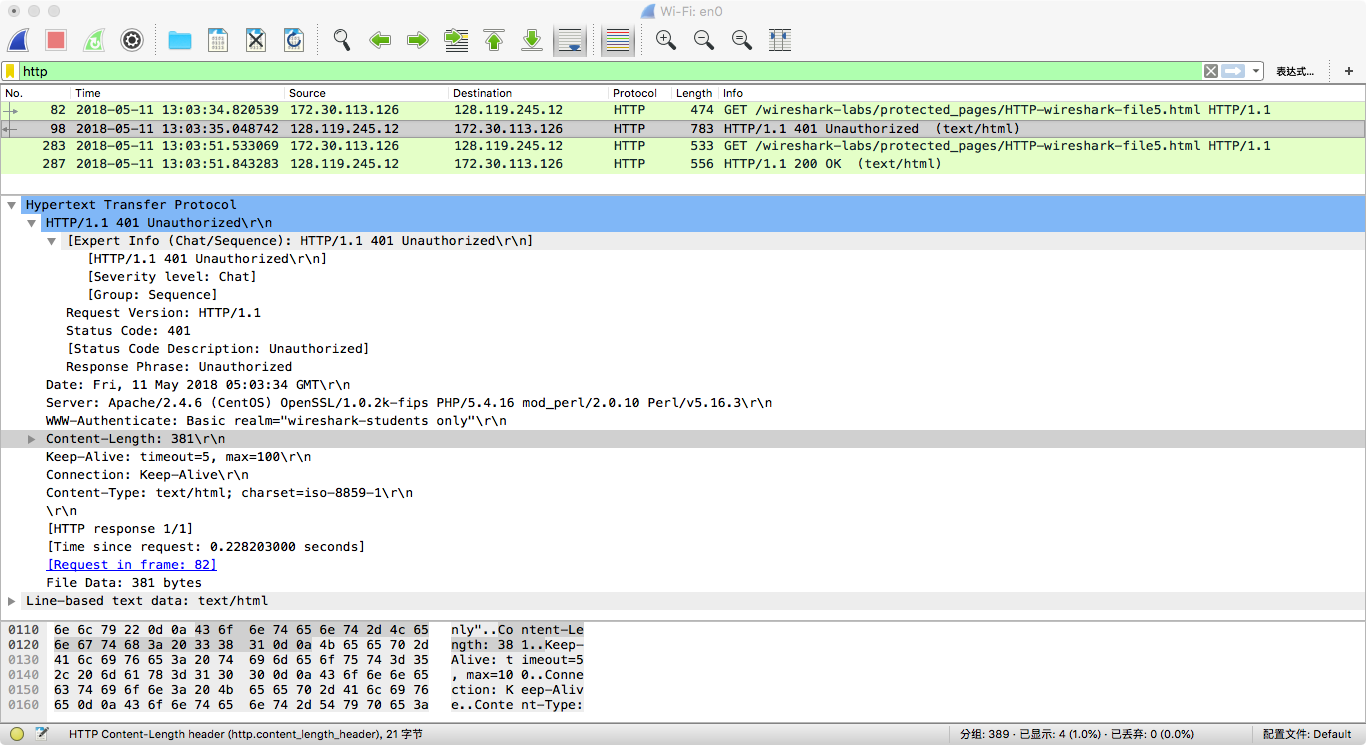 Wi-Fi: en0
http
表达式…
+
No. Time Source Destination Protocol Length Info
82 2018-05-11 13:03:34.820539 172.30.113.126 128.119.245.12 HTTP 474 GET /wireshark-labs/protected_pages/HTTP-wireshark-file5.html HTTP/1.1
98 2018-05-11 13:03:35.048742 128.119.245.12 172.30.113.126 HTTP 783 HTTP/1.1 401 Unauthorized (text/html)
283 2018-05-11 13:03:51.533069 172.30.113.126 128.119.245.12 HTTP 533 GET /wireshark-labs/protected_pages/HTTP-wireshark-file5.html HTTP/1.1
287 2018-05-11 13:03:51.843283 128.119.245.12 172.30.113.126 HTTP 556 HTTP/1.1 200 OK (text/html)
Hypertext Transfer Protocol
HTTP/1.1 401 Unauthorized\r\n
[Expert Info (Chat/Sequence): HTTP/1.1 401 Unauthorized\r\n]
[HTTP/1.1 401 Unauthorized\r\n]
[Severity level: Chat]
[Group: Sequence]
Request Version: HTTP/1.1
Status Code: 401
[Status Code Description: Unauthorized]
Response Phrase: Unauthorized
Date: Fri, 11 May 2018 05:03:34 GMT\r\n
Server: Apache/2.4.6 (CentOS) OpenSSL/1.0.2k-fips PHP/5.4.16 mod_perl/2.0.10 Perl/v5.16.3\r\n
WWW-Authenticate: Basic realm="wireshark-students only"\r\n
Content-Length: 381\r\n
Keep-Alive: timeout=5, max=100\r\n
Connection: Keep-Alive\r\n
Content-Type: text/html; charset=iso-8859-1\r\n
\r\n
[HTTP response 1/1]
[Time since request: 0.228203000 seconds]
[Request in frame: 82]
File Data: 381 bytes
Line-based text data: text/html
0110 6e 6c 79 22 0d 0a 43 6f 6e 74 65 6e 74 2d 4c 65 nly"..Co ntent-Le
0120 6e 67 74 68 3a 20 33 38 31 0d 0a 4b 65 65 70 2d ngth: 38 1..Keep-
0130 41 6c 69 76 65 3a 20 74 69 6d 65 6f 75 74 3d 35 Alive: t imeout=5
0140 2c 20 6d 61 78 3d 31 30 30 0d 0a 43 6f 6e 6e 65 , max=10 0..Conne
0150 63 74 69 6f 6e 3a 20 4b 65 65 70 2d 41 6c 69 76 ction: K eep-Aliv
0160 65 0d 0a 43 6f 6e 74 65 6e 74 2d 54 79 70 65 3a e..Conte nt-Type:
HTTP Content-Length header (http.content_length_header), 21 字节
分组: 389 · 已显示: 4 (1.0%) · 已丢弃: 0 (0.0%)
配置文件: Default